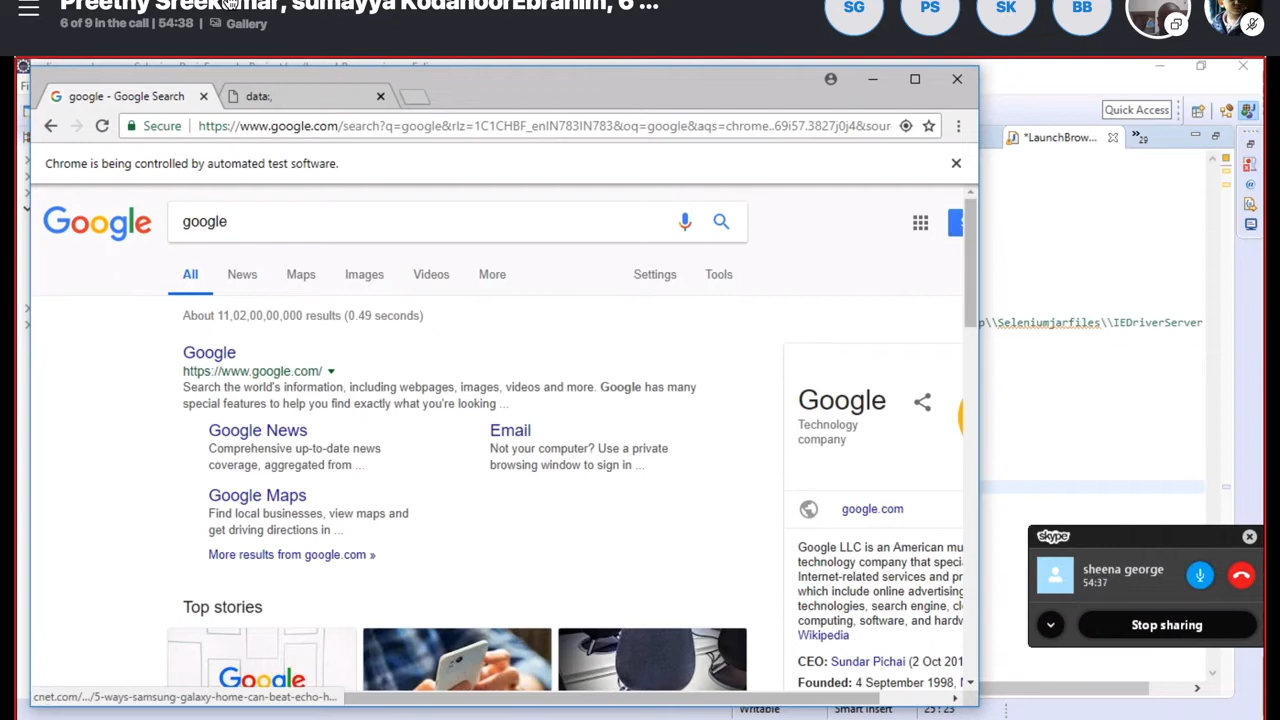 Preethy Sreekumar, sumayya KodanoorEbrahim, 6 ...
6 of 9 in the call | 54:38 | Gallery
SG PS SK BB
google - Google Search
data:,
Secure
https://www.google.com/search?q=google&rlz=1C1CHBF_enIN783IN783&oq=google&aqs=chrome..69i57.3827j0j4&sour
Quick Access
*LaunchBrow...
29
Chrome is being controlled by automated test software.
Google
google
All News Maps Images Videos More Settings Tools
About 11,02,00,00,000 results (0.49 seconds)
p\\Seleniumjarfiles\\IEDriverServer
Google
https://www.google.com/
Search the world's information, including webpages, images, videos and more. Google has many
special features to help you find exactly what you're looking ...
Google News
Comprehensive up-to-date news
coverage, aggregated from ...
Email
Not your computer? Use a private
browsing window to sign in ...
Google Maps
Find local businesses, view maps and
get driving directions in ...
More results from google.com »
Top stories
Google
Google
Technology
company
google.com
Google LLC is an American mu
technology company that speci
Internet-related services and pr
which include online advertising
technologies, search engine, cl
computing, software, and hardw
Wikipedia
CEO: Sundar Pichai (2 Oct 201
Founded: 4 September 1998,
skype
sheena george
54:37
Stop sharing
cnet.com/.../5-ways-samsung-galaxy-home-can-beat-echo-h...
Writable
Smart Insert
25:23